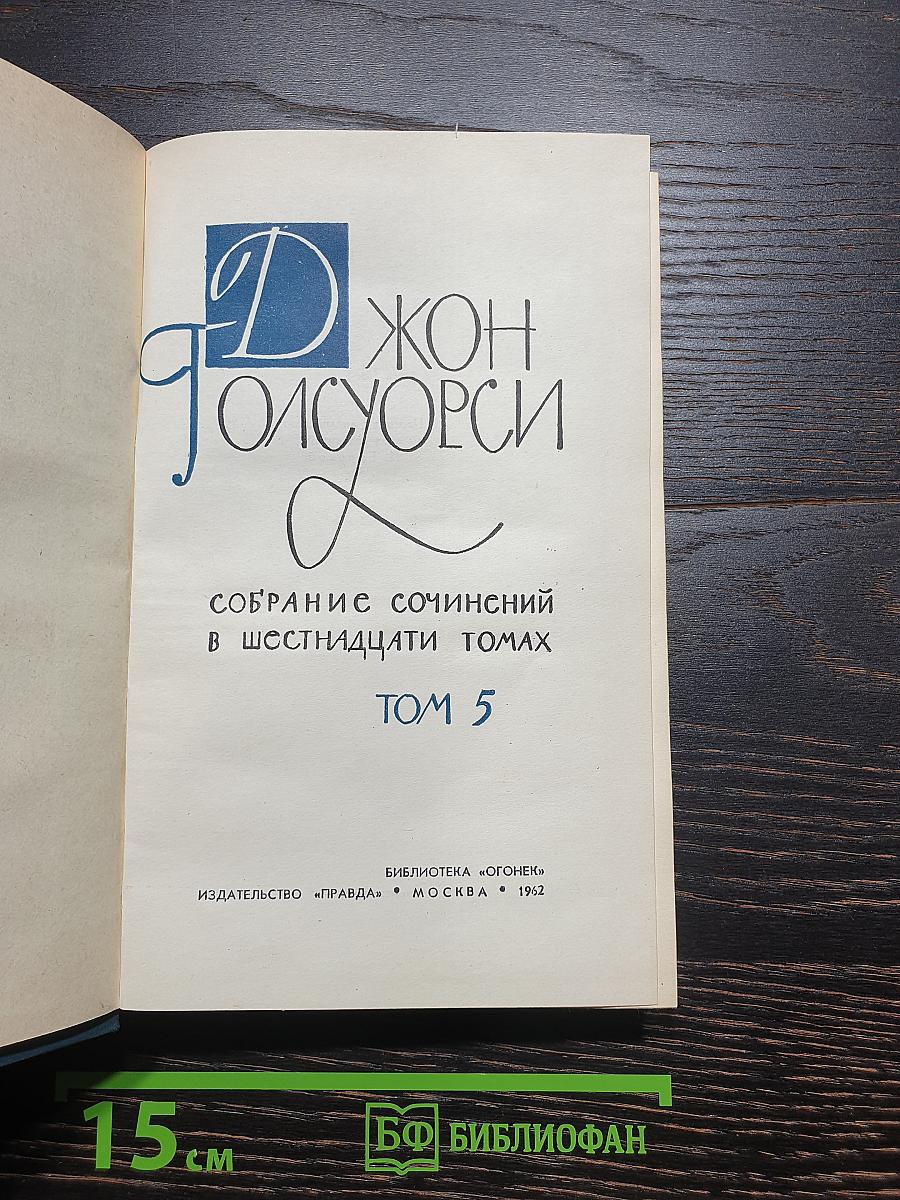 ДЖОН
ГОЛСУОРСИ
СОБРАНИЕ СОЧИНЕНИЙ
В ШЕСТНАДЦАТИ ТОМАХ
ТОМ 5
БИБЛИОТЕКА «ОГОНЕК»
ИЗДАТЕЛЬСТВО «ПРАВДА» • МОСКВА • 1962
15 см
БФ БИБЛИОФАН